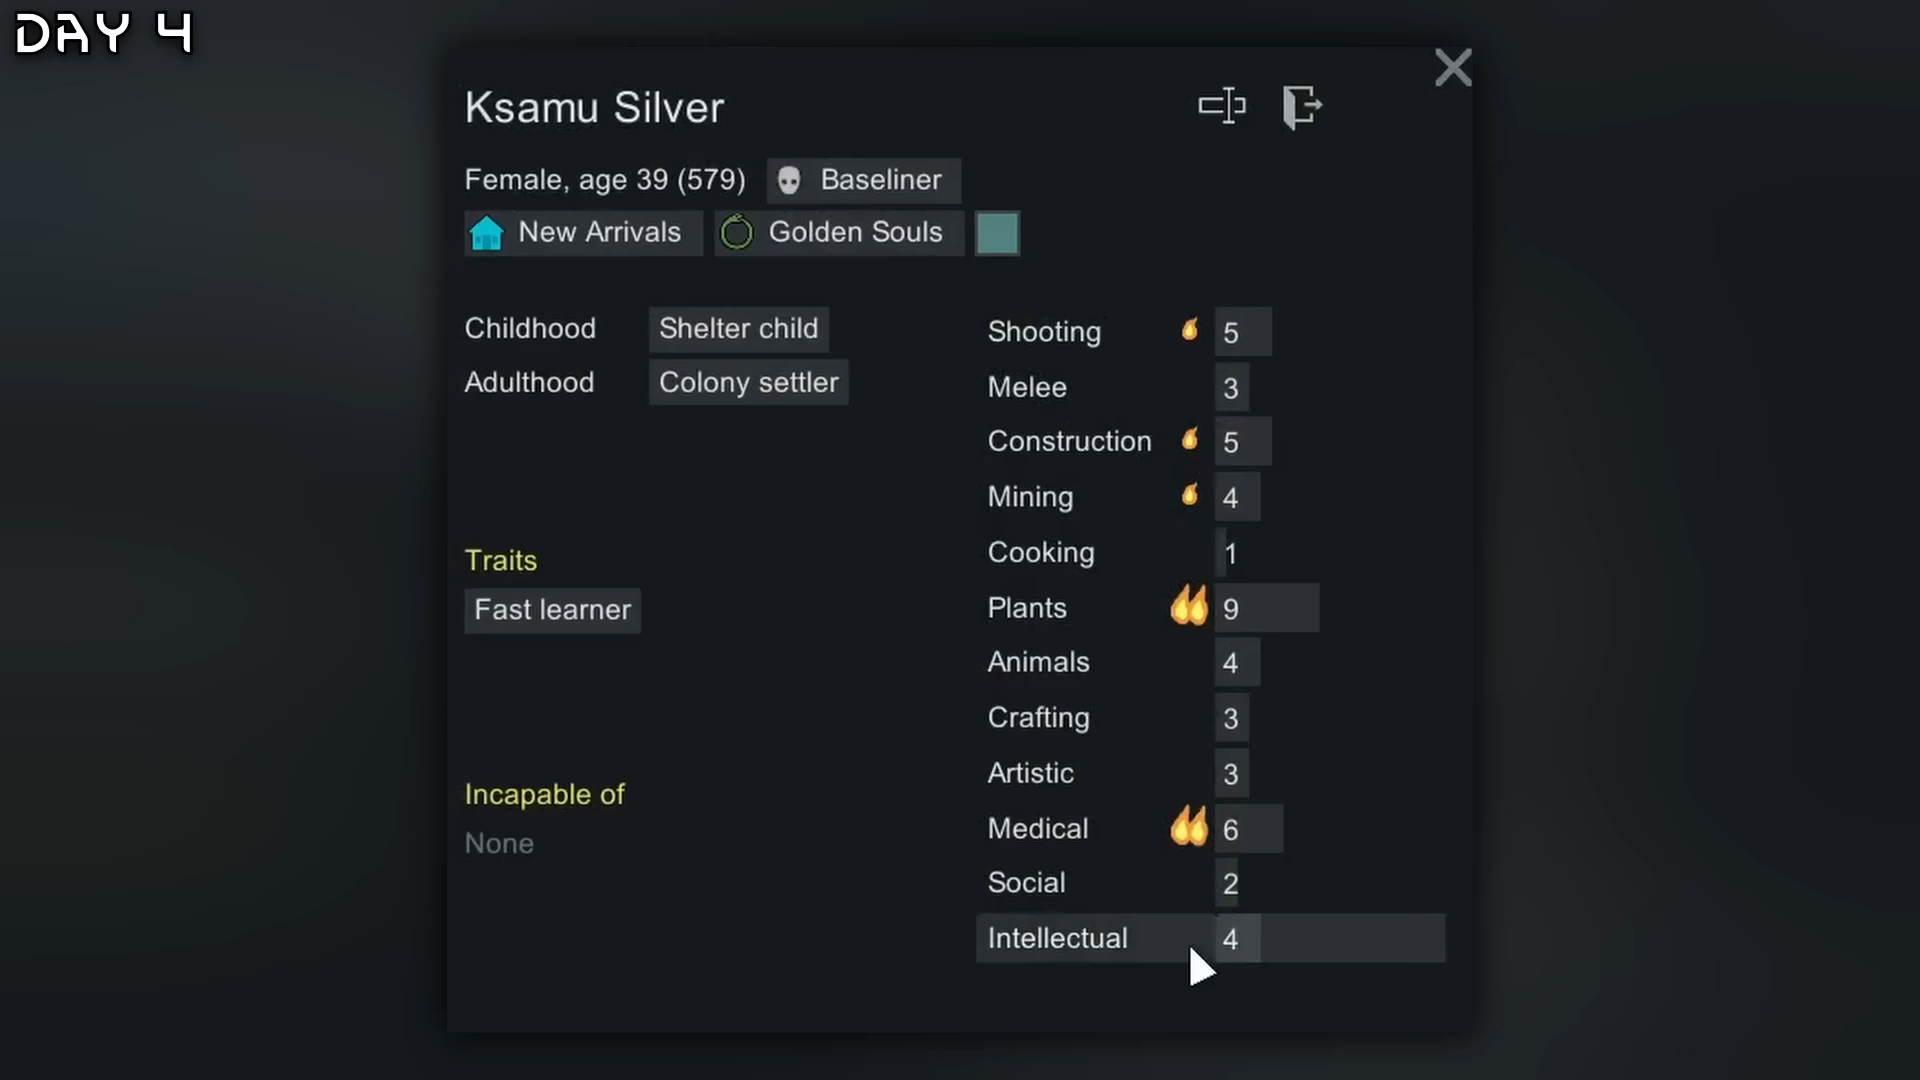 DAY 4
Ksamu Silver
Female, age 39 (579) Baseliner
New Arrivals Golden Souls
Childhood Shelter child
Adulthood Colony settler
Traits
Fast learner
Incapable of
None
Shooting 5
Melee 3
Construction 5
Mining 4
Cooking 1
Plants 9
Animals 4
Crafting 3
Artistic 3
Medical 6
Social 2
Intellectual 4